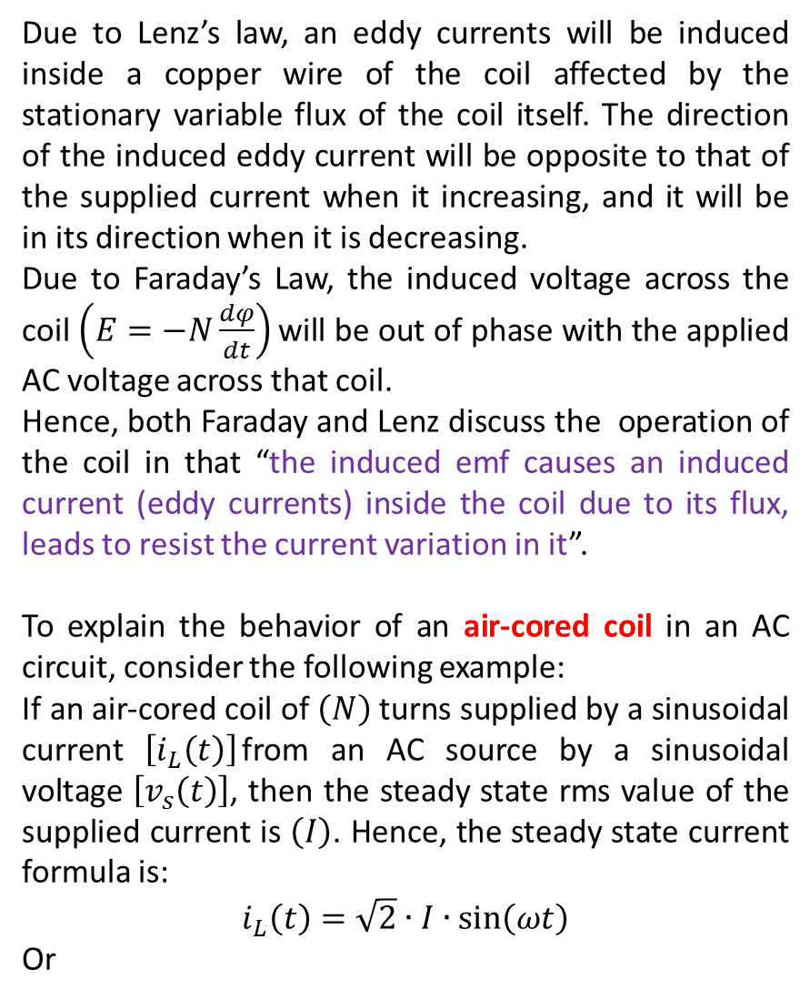 Due to Lenz’s law, an eddy currents will be induced
inside a copper wire of the coil affected by the
stationary variable flux of the coil itself. The direction
of the induced eddy current will be opposite to that of
the supplied current when it increasing, and it will be
in its direction when it is decreasing.
Due to Faraday’s Law, the induced voltage across the
coil (E = −N dφ/dt) will be out of phase with the applied
AC voltage across that coil.
Hence, both Faraday and Lenz discuss the operation of
the coil in that “the induced emf causes an induced
current (eddy currents) inside the coil due to its flux,
leads to resist the current variation in it”.
To explain the behavior of an air-cored coil in an AC
circuit, consider the following example:
If an air-cored coil of (N) turns supplied by a sinusoidal
current [i_L(t)]from an AC source by a sinusoidal
voltage [v_s(t)], then the steady state rms value of the
supplied current is (I). Hence, the steady state current
formula is:
i_L(t) = √2 · I · sin(ωt)
Or